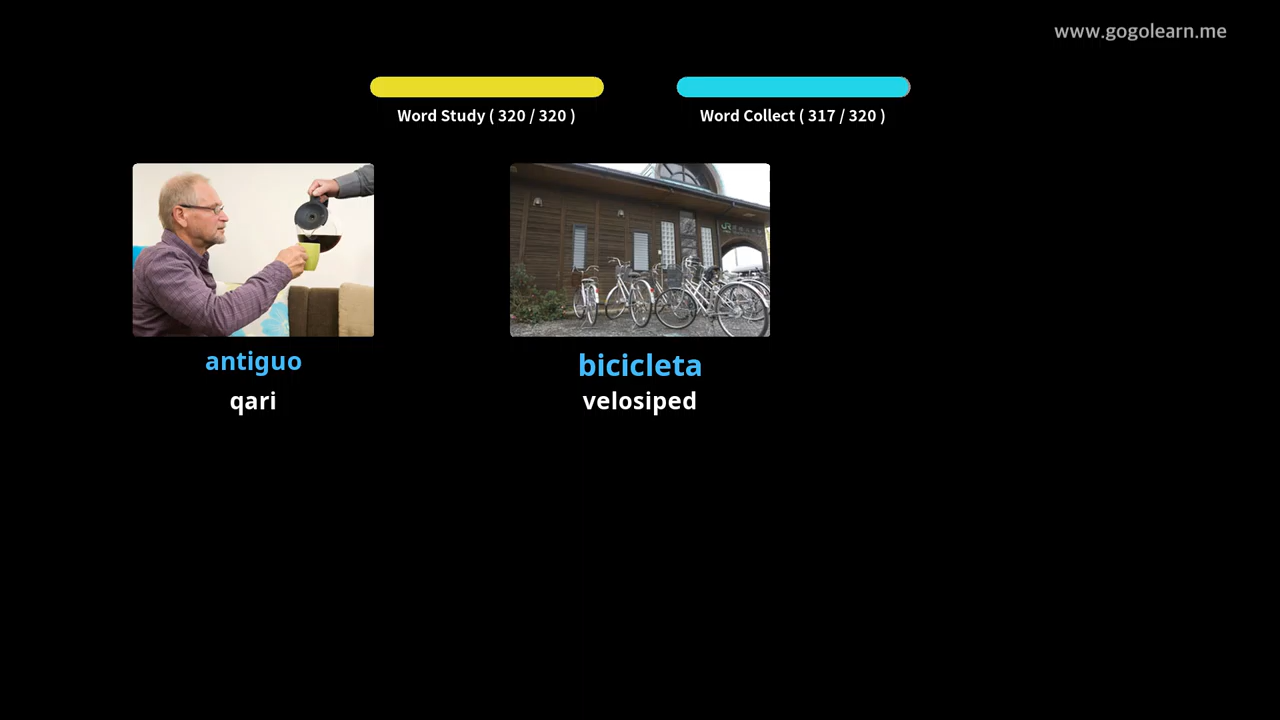 www.gogolearn.me
Word Study ( 320 / 320 )
Word Collect ( 317 / 320 )
antiguo
qari
bicicleta
velosiped